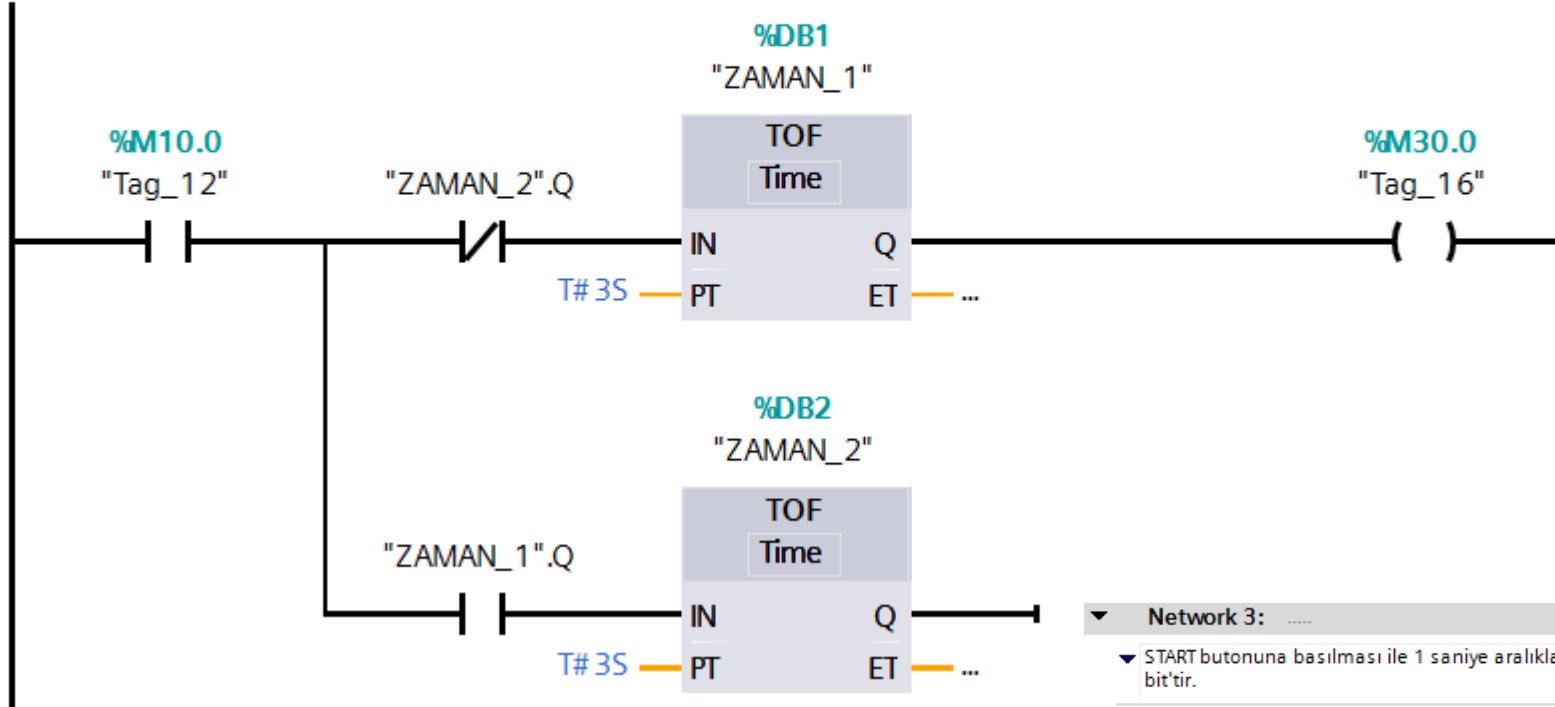 %DB1
"ZAMAN_1"
%M10.0
"Tag_12"
"ZAMAN_2".Q
TOF
Time
%M30.0
"Tag_16"
IN
Q
T#3S
PT
ET
...
%DB2
"ZAMAN_2"
"ZAMAN_1".Q
TOF
Time
IN
Q
T#3S
PT
ET
...
Network 3: .....
START butonuna basılması ile 1 saniye aralıkla
bit'tir.